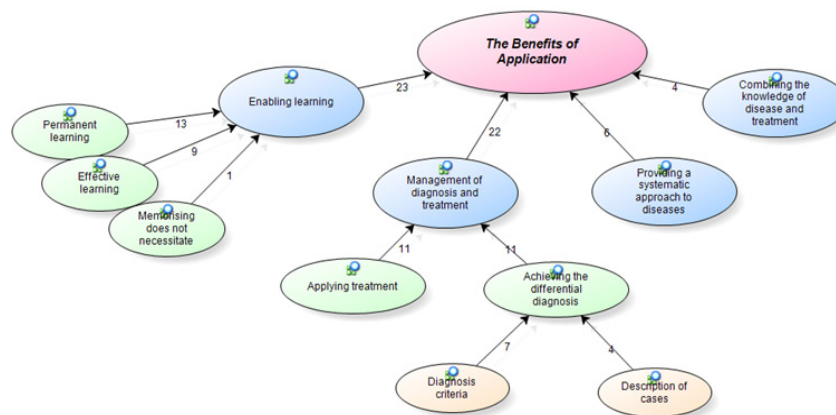 The Benefits of
Application
4
Combining the
knowledge of
disease and
treatment
23
Enabling learning
13
Permanent
learning
9
Effective
learning
1
Memorising
does not
necessitate
22
6
Management of
diagnosis and
treatment
Providing a
systematic
approach to
diseases
11
11
Applying treatment
Achieving the
differential
diagnosis
7
4
Diagnosis
criteria
Description of
cases